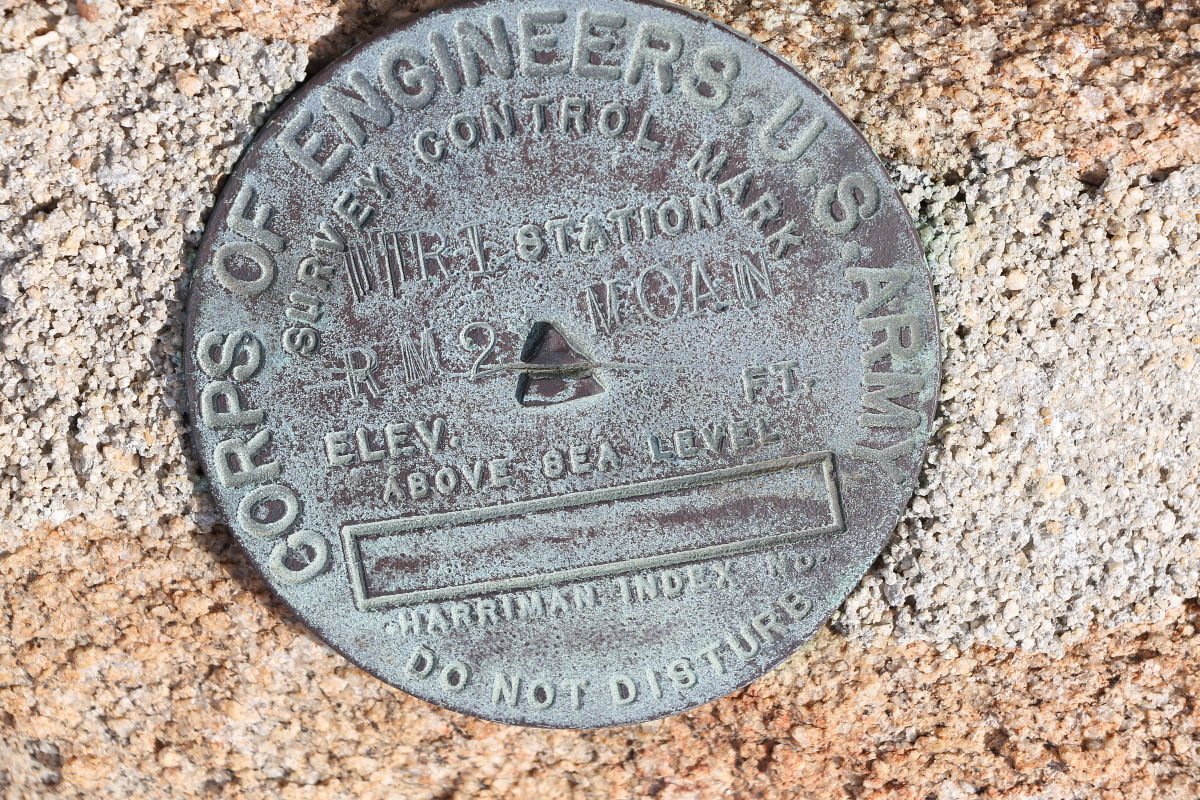 CORPS OF ENGINEERS. U.S. ARMY
SURVEY CONTROL MARK
STATION
MOAN
RM2
FT.
ELEV.
ABOVE SEA LEVEL
HARRIMAN INDEX No.
DO NOT DISTURB